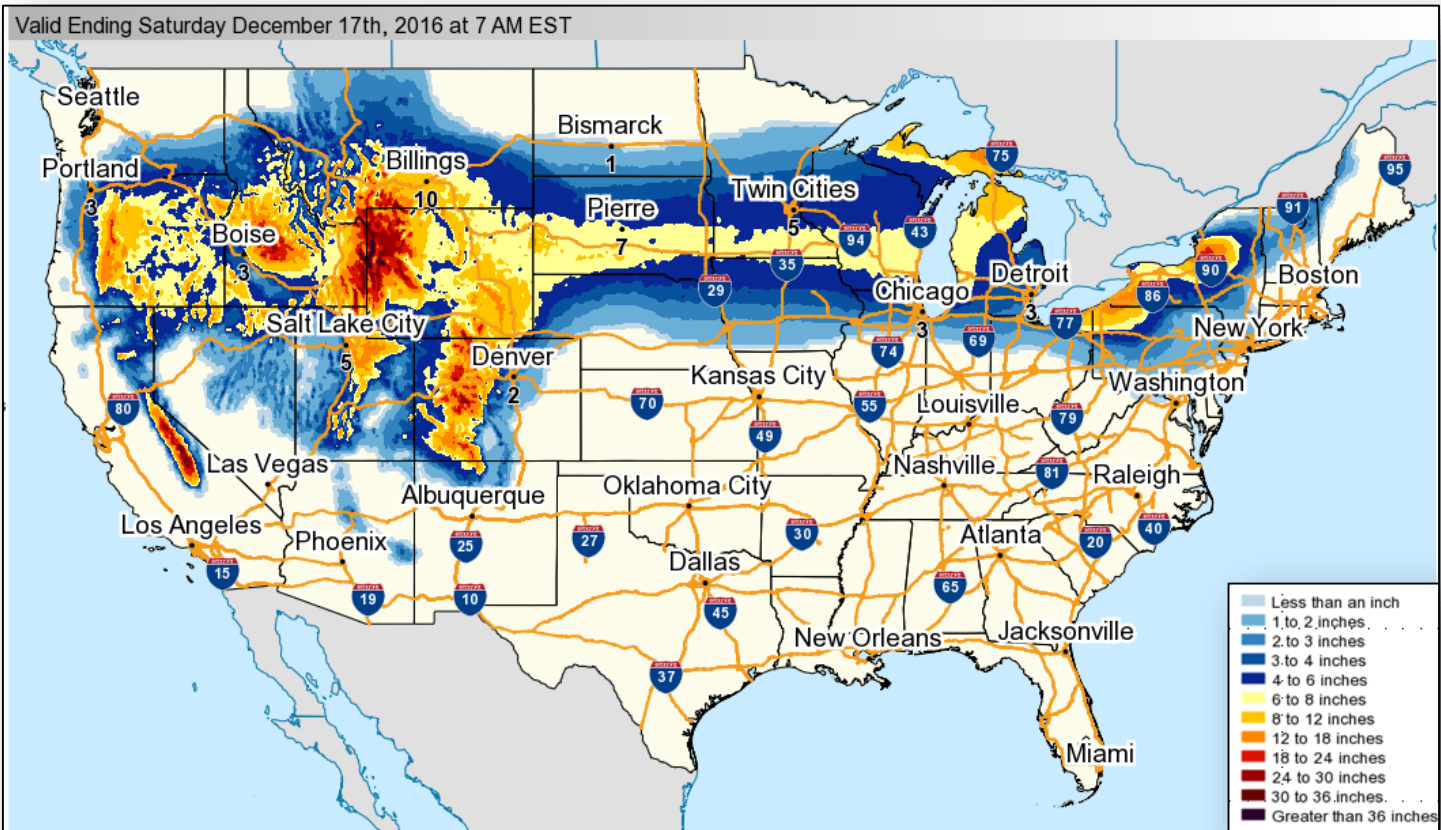 Valid Ending Saturday December 17th, 2016 at 7 AM EST
Seattle
Bismarck
1
75
95
Portland
3
Billings
10
Twin Cities
5
91
Pierre
7
43
94
Boise
3
35
90
29
Detroit
3
86
Boston
Chicago
3
77
Salt Lake City
5
New York
74
69
Denver
2
Kansas City
Washington
80
70
55
Louisville
79
49
Las Vegas
Nashville
81
Raleigh
Albuquerque
Oklahoma City
Los Angeles
Phoenix
25
27
30
Atlanta
20
40
15
Dallas
19
10
45
65
New Orleans
Jacksonville
37
Miami
Less than an inch
1 to 2 inches
2 to 3 inches
3 to 4 inches
4 to 6 inches
6 to 8 inches
8 to 12 inches
12 to 18 inches
18 to 24 inches
24 to 30 inches
30 to 36 inches
Greater than 36 inches